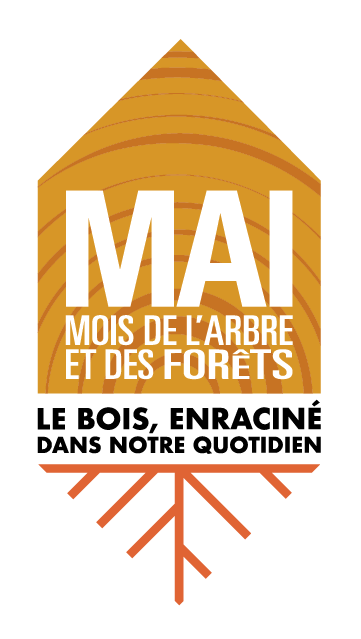 MAI
MOIS DE L'ARBRE
ET DES FORÊTS
LE BOIS, ENRACINÉ
DANS NOTRE QUOTIDIEN